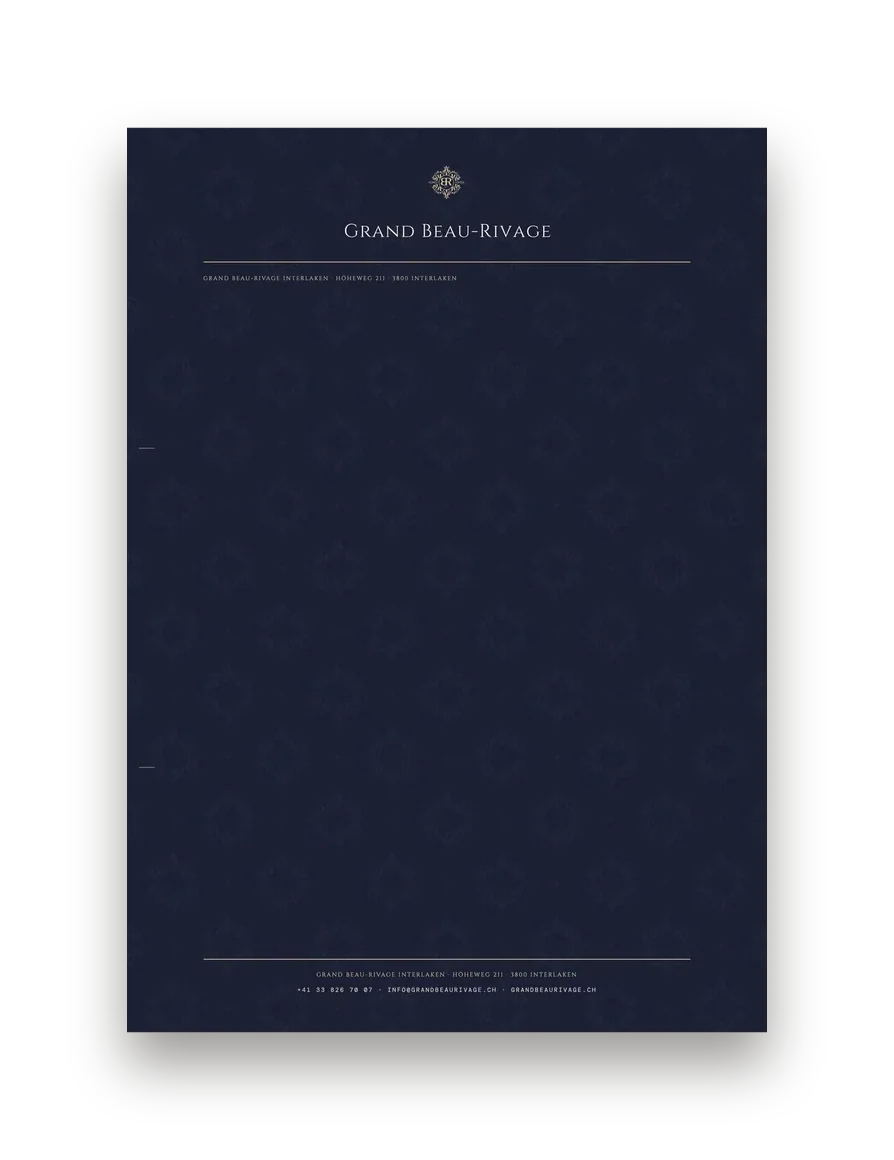 BR
GRAND BEAU-RIVAGE
GRAND BEAU-RIVAGE INTERLAKEN · HÖHEWEG 211 · 3800 INTERLAKEN
GRAND BEAU-RIVAGE INTERLAKEN · HÖHEWEG 211 · 3800 INTERLAKEN
+41 33 826 70 07 - INFO@GRANDBEAURIVAGE.CH · GRANDBEAURIVAGE.CH